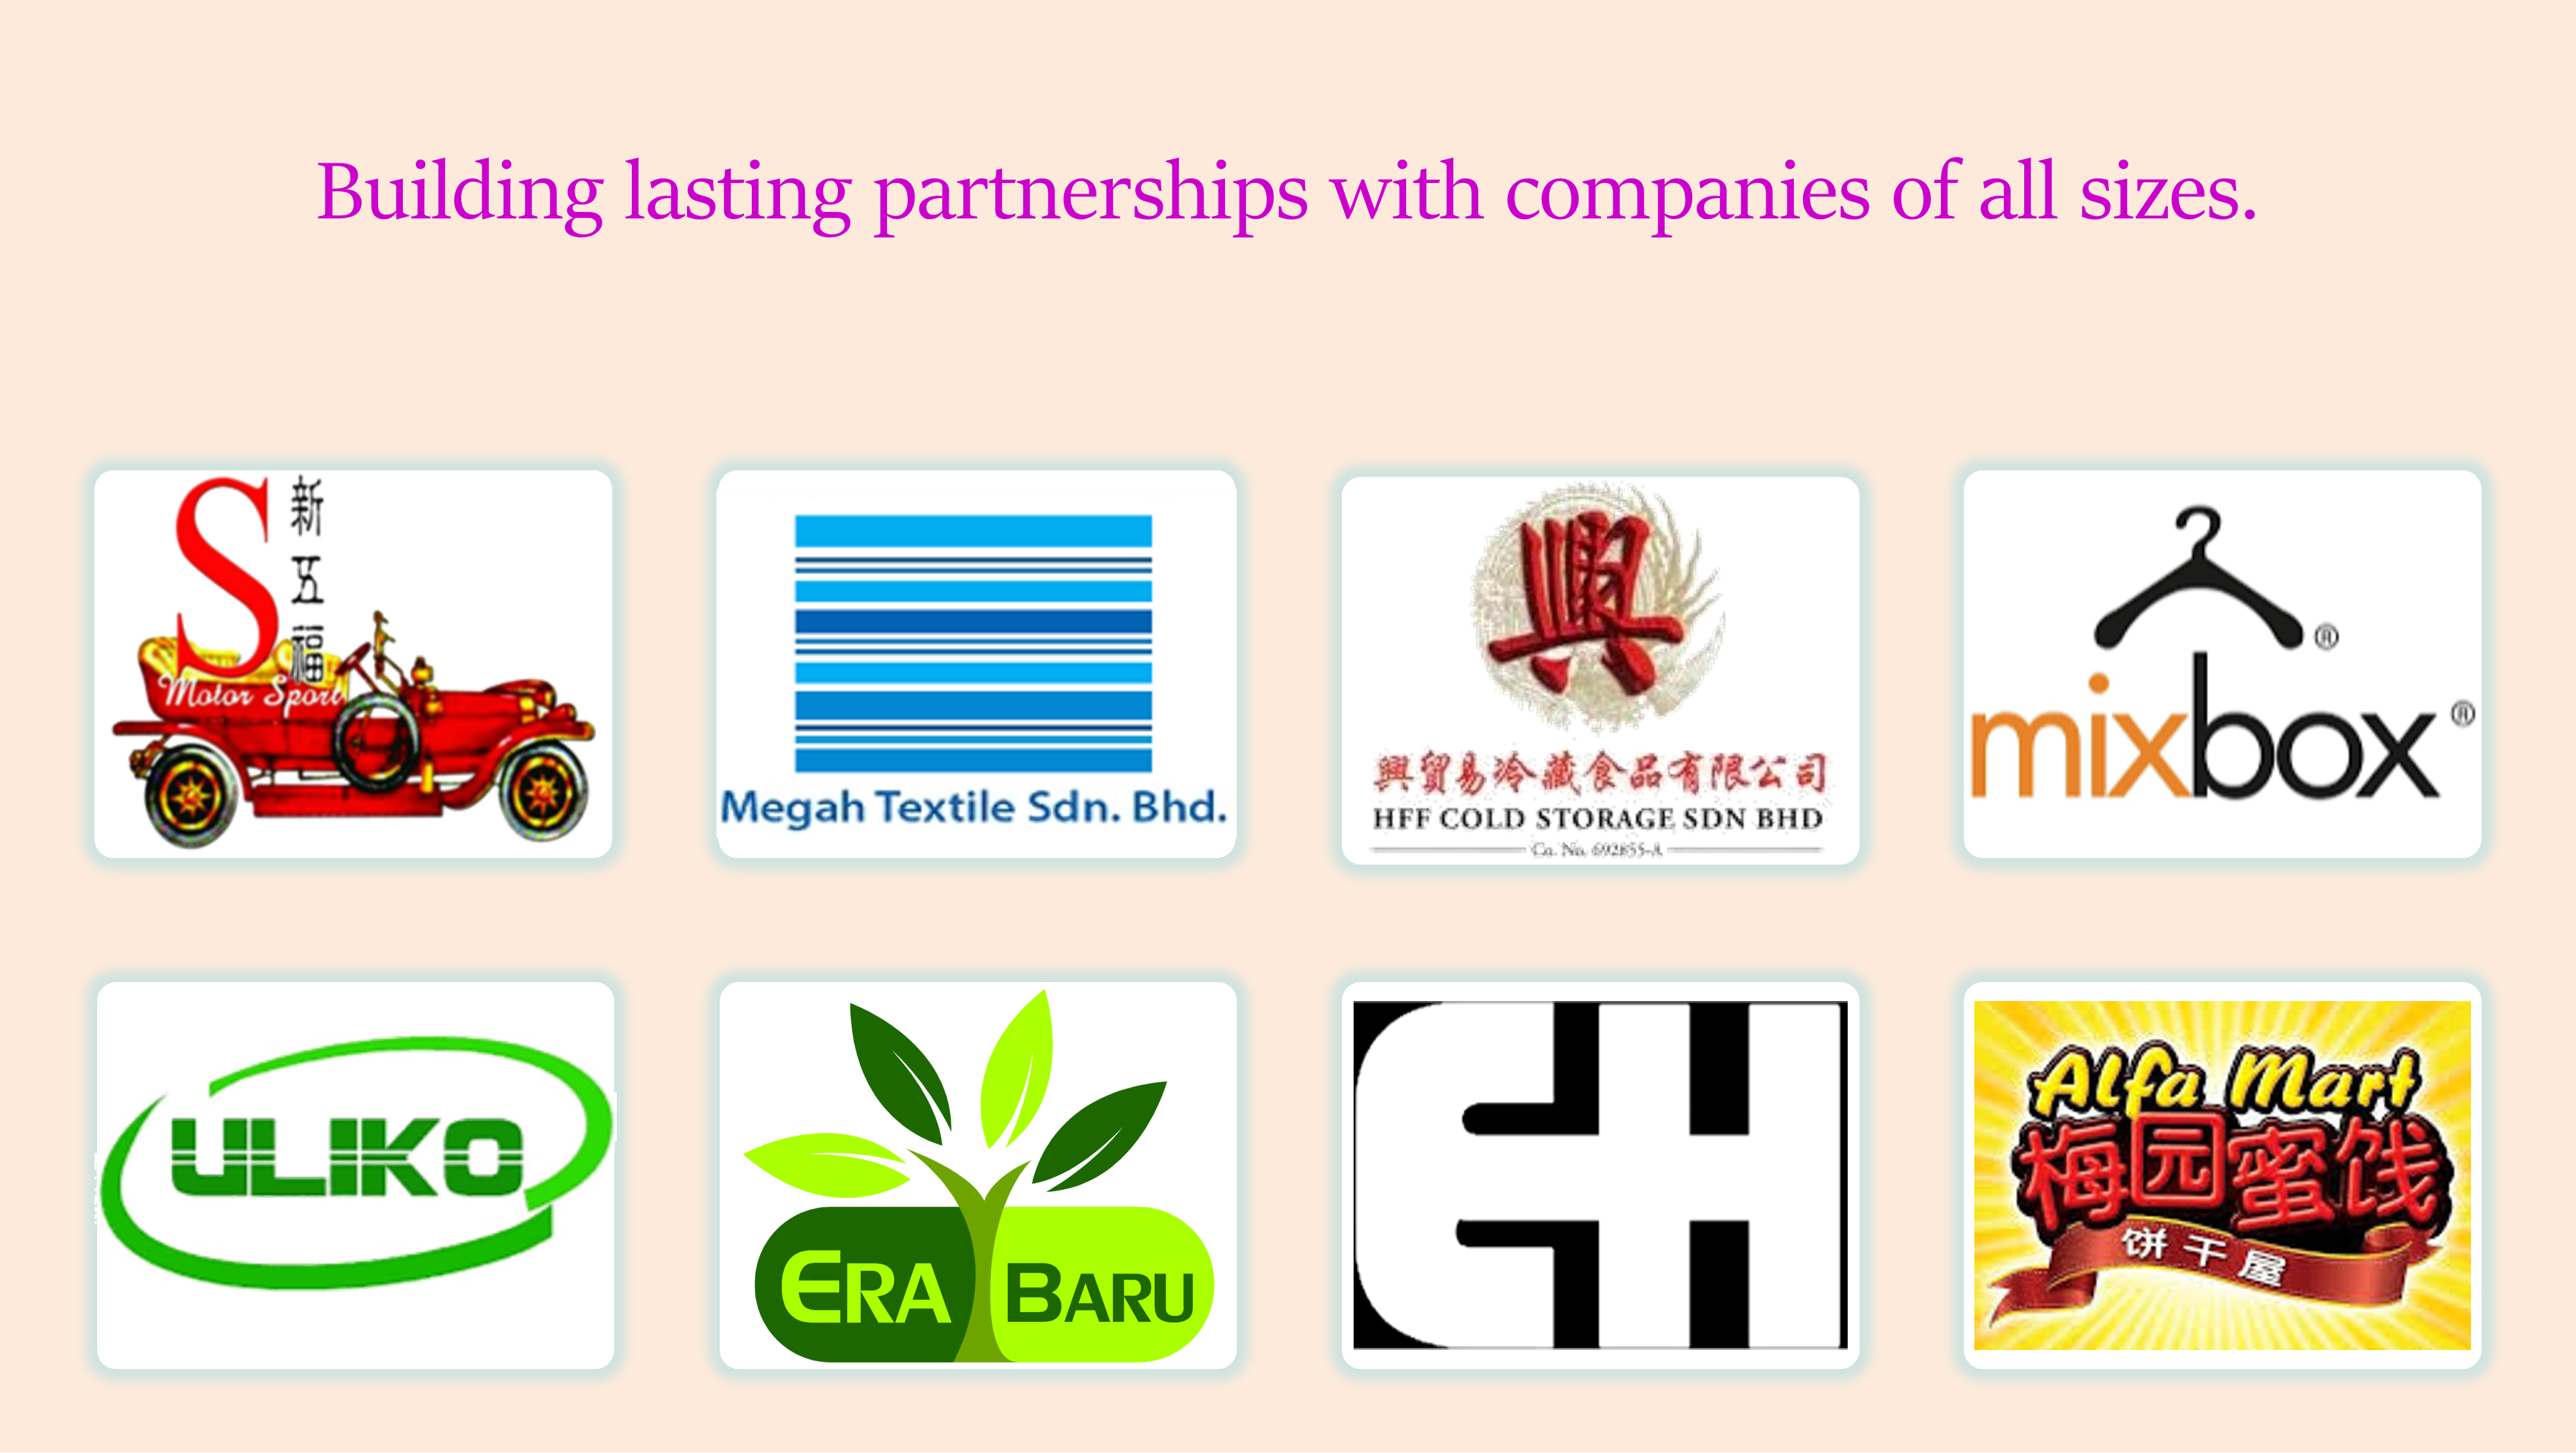 Building lasting partnerships with companies of all sizes.
S
新五福
Motor Sport
Megah Textile Sdn. Bhd.
興
興貿易冷藏食品有限公司
HFF COLD STORAGE SDN BHD
Co. No. 692855-A
®
mixbox®
ULIKO
ERA BARU
CH
Alfa Mart
梅园蜜饯
饼干屋